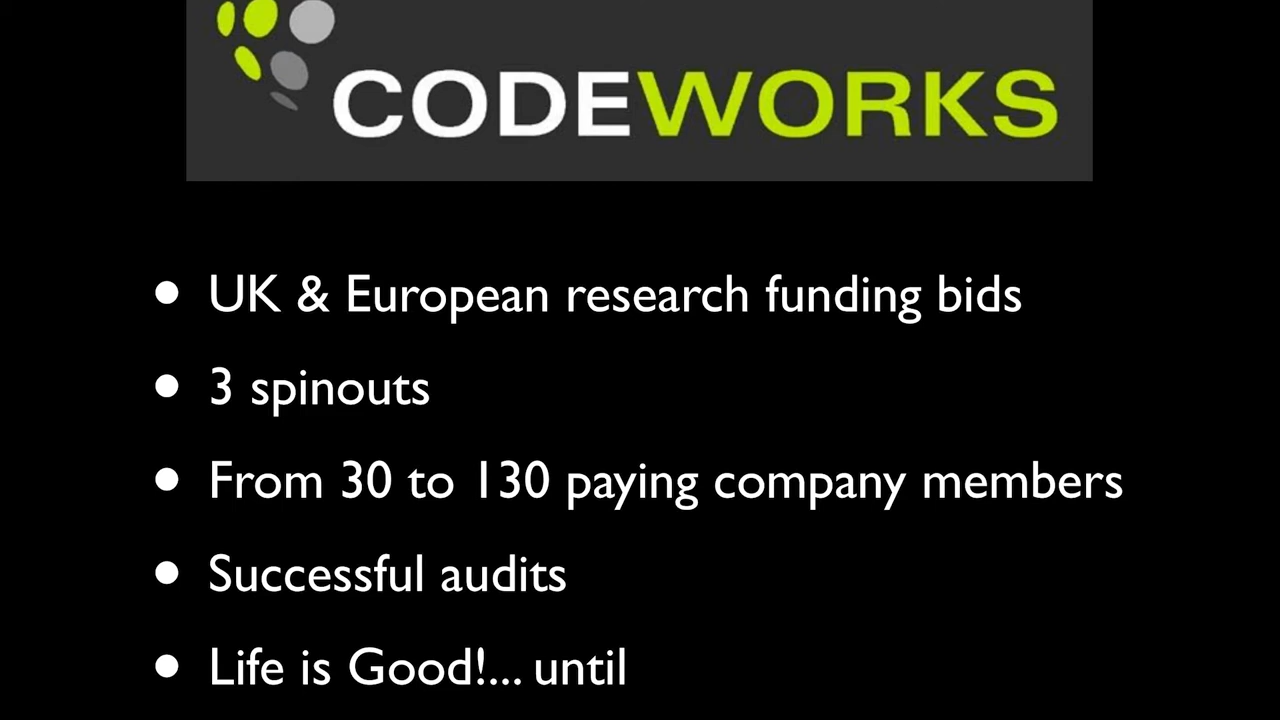 CODEWORKS
• UK & European research funding bids
• 3 spinouts
• From 30 to 130 paying company members
• Successful audits
• Life is Good!... until